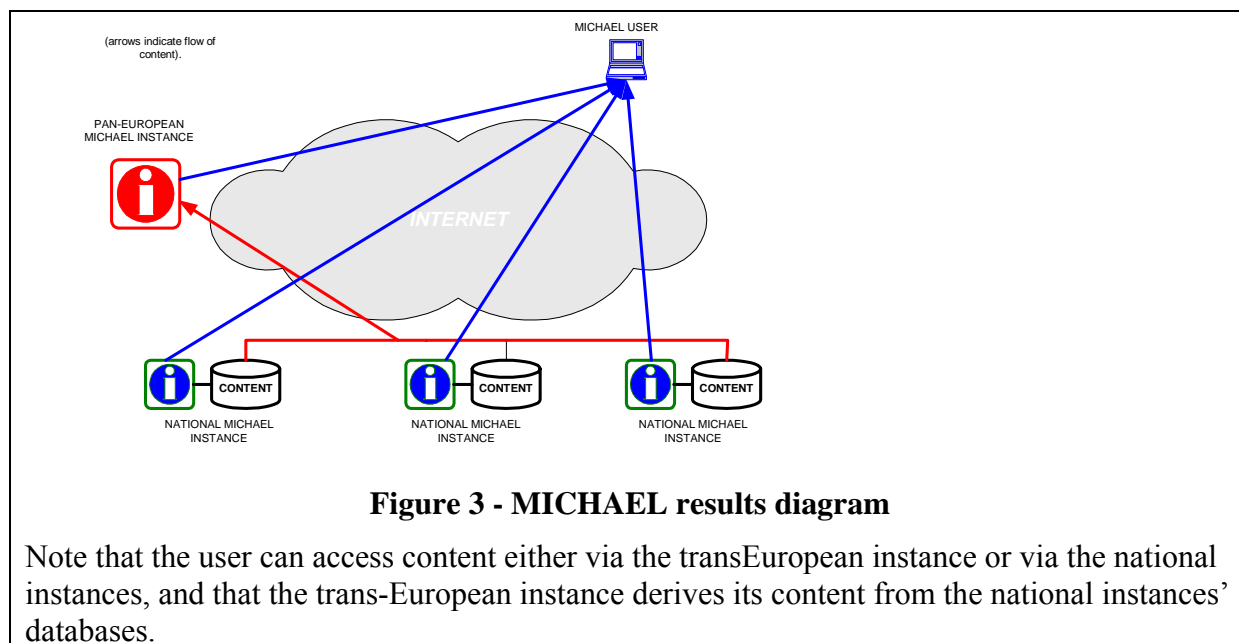 MICHAEL USER
(arrows indicate flow of
content).
PAN-EUROPEAN
MICHAEL INSTANCE
INTERNET
CONTENT
CONTENT
CONTENT
NATIONAL MICHAEL
INSTANCE
NATIONAL MICHAEL
INSTANCE
NATIONAL MICHAEL
INSTANCE
Figure 3 - MICHAEL results diagram
Note that the user can access content either via the transEuropean instance or via the national
instances, and that the trans-European instance derives its content from the national instances’
databases.